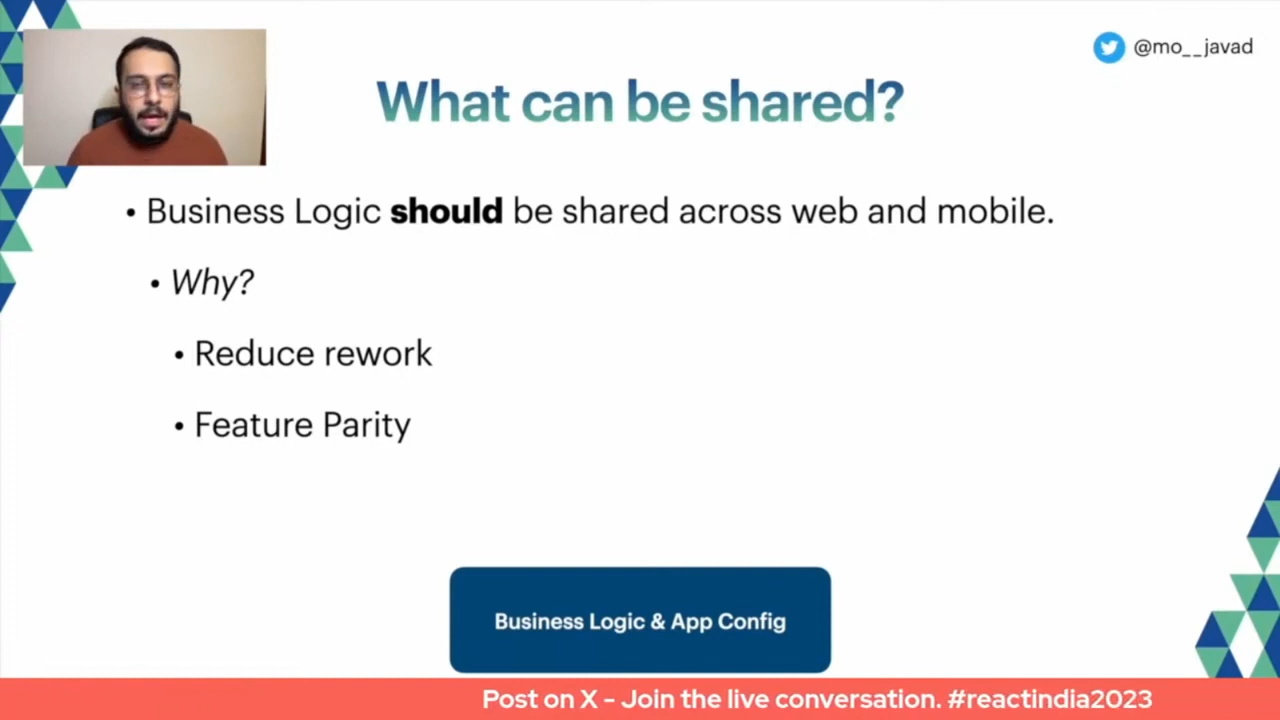 @mo__javad
What can be shared?
• Business Logic should be shared across web and mobile.
• Why?
• Reduce rework
• Feature Parity
Business Logic & App Config
Post on X - Join the live conversation. #reactindia2023